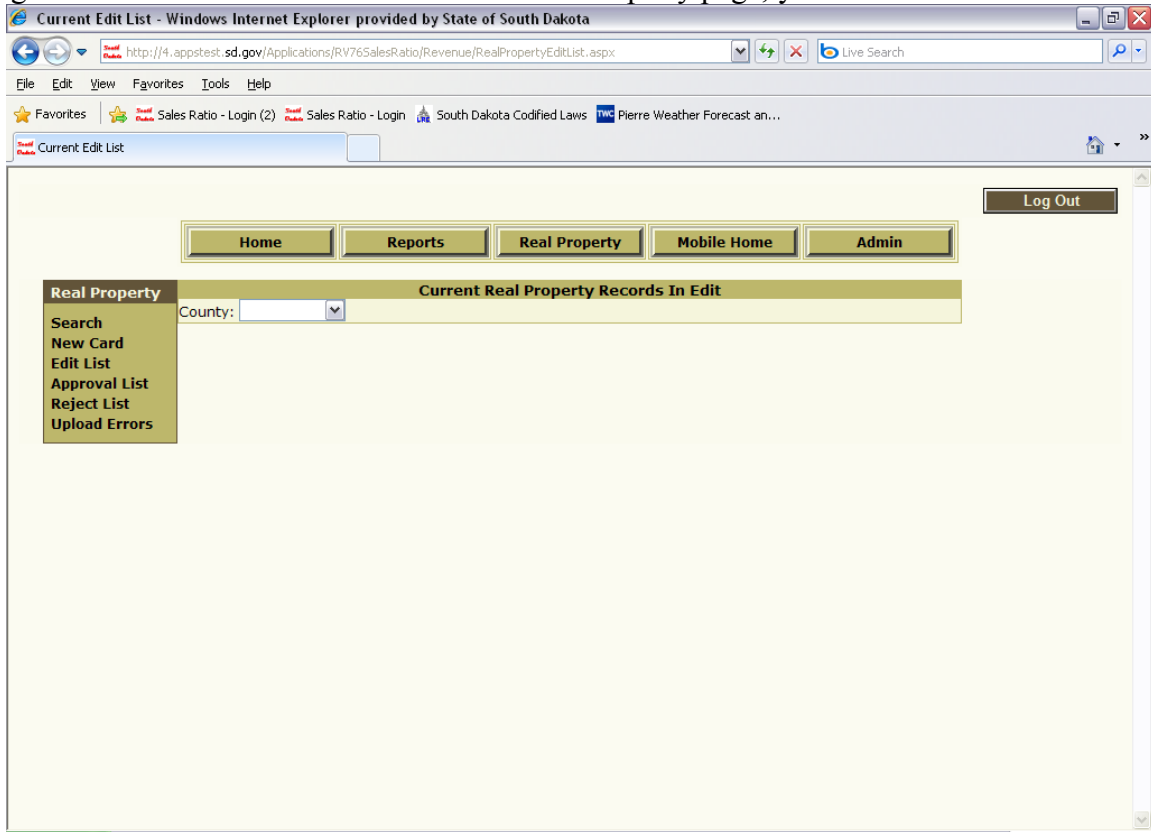 Current Edit List - Windows Internet Explorer provided by State of South Dakota
http://4.appstest.sd.gov/Applications/RV76SalesRatio/Revenue/RealPropertyEditList.aspx
Live Search
File Edit View Favorites Tools Help
Favorites Sales Ratio - Login (2) Sales Ratio - Login South Dakota Codified Laws TWC Pierre Weather Forecast an...
Current Edit List
Log Out
Home Reports Real Property Mobile Home Admin
Real Property
Search
New Card
Edit List
Approval List
Reject List
Upload Errors
Current Real Property Records In Edit
County: